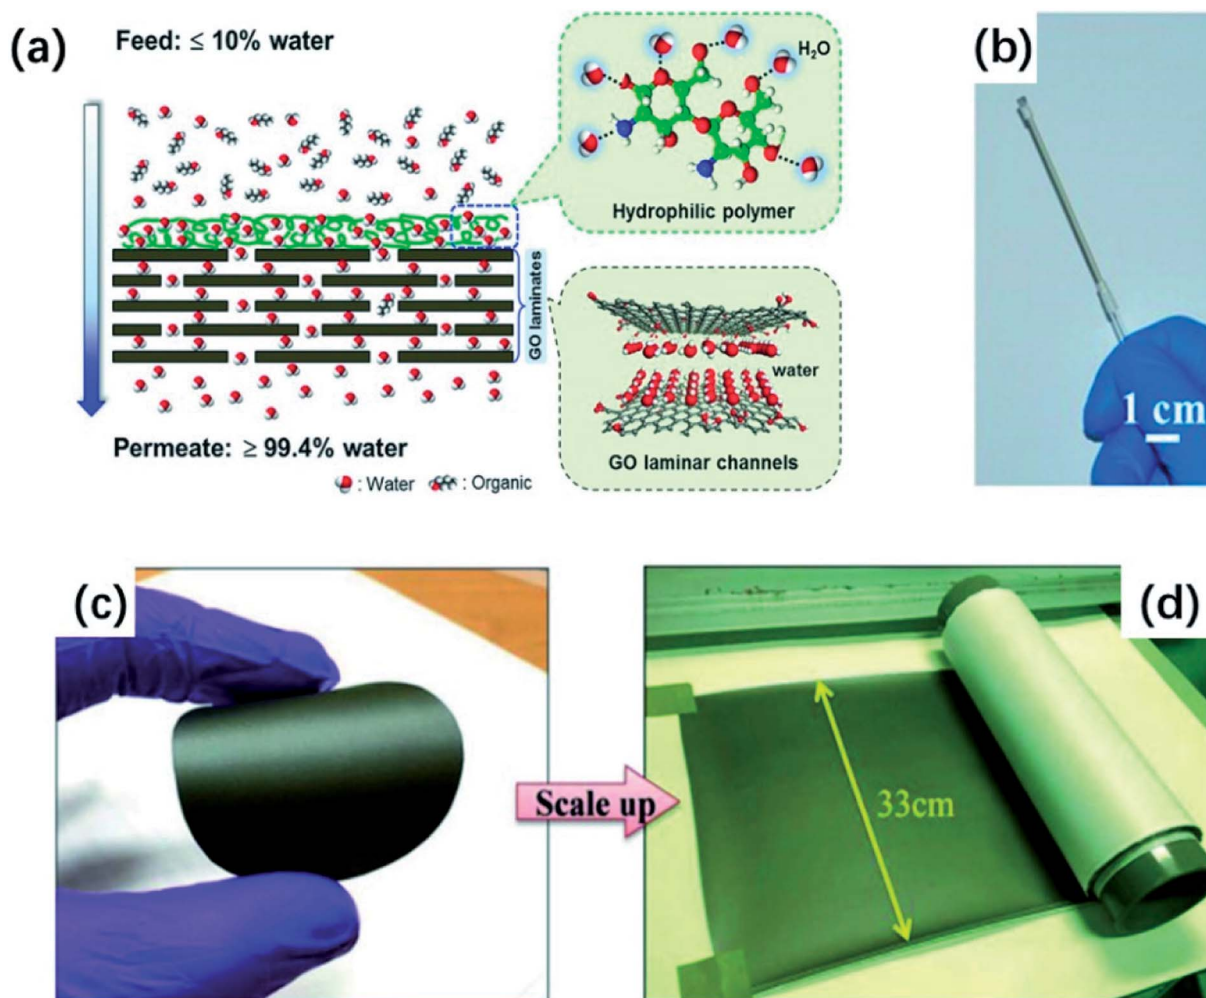 (a)
Feed: ≤ 10% water
H₂O
Hydrophilic polymer
GO laminates
water
GO laminar channels
Permeate: ≥ 99.4% water
: Water
: Organic
(b)
1 cm
(c)
Scale up
(d)
33cm